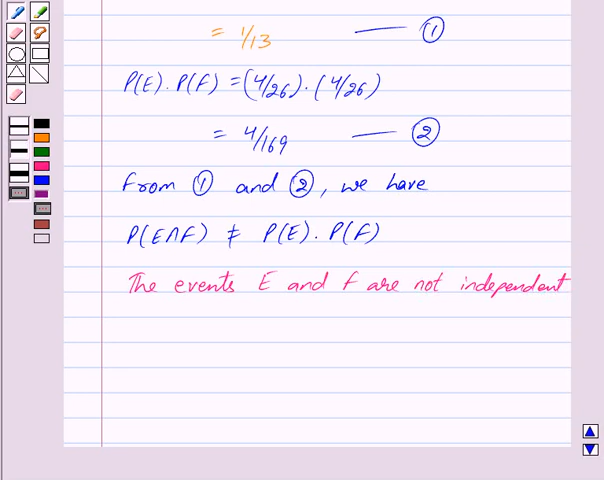 = 1/13 —— ①
P(E). P(F) = (4/26). (4/26)
= 4/169 —— ②
from ① and ②, we have
P(E∩F) ≠ P(E). P(F)
The events E and F are not independent